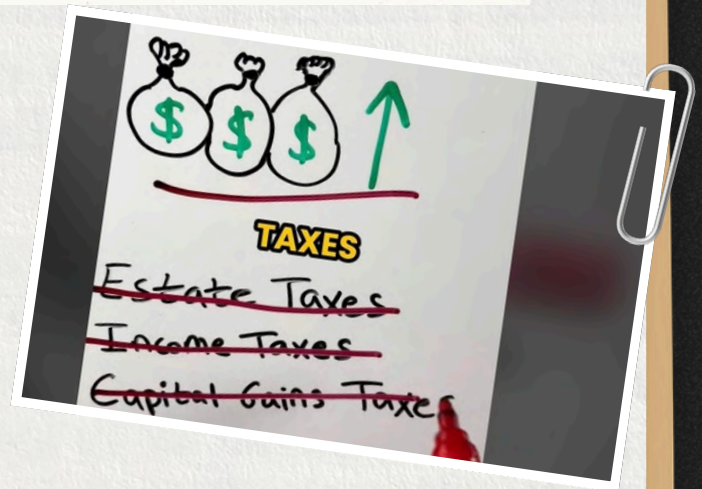 $ $ $
TAXES
Estate Taxes
Income Taxes
Capital Gains Taxes